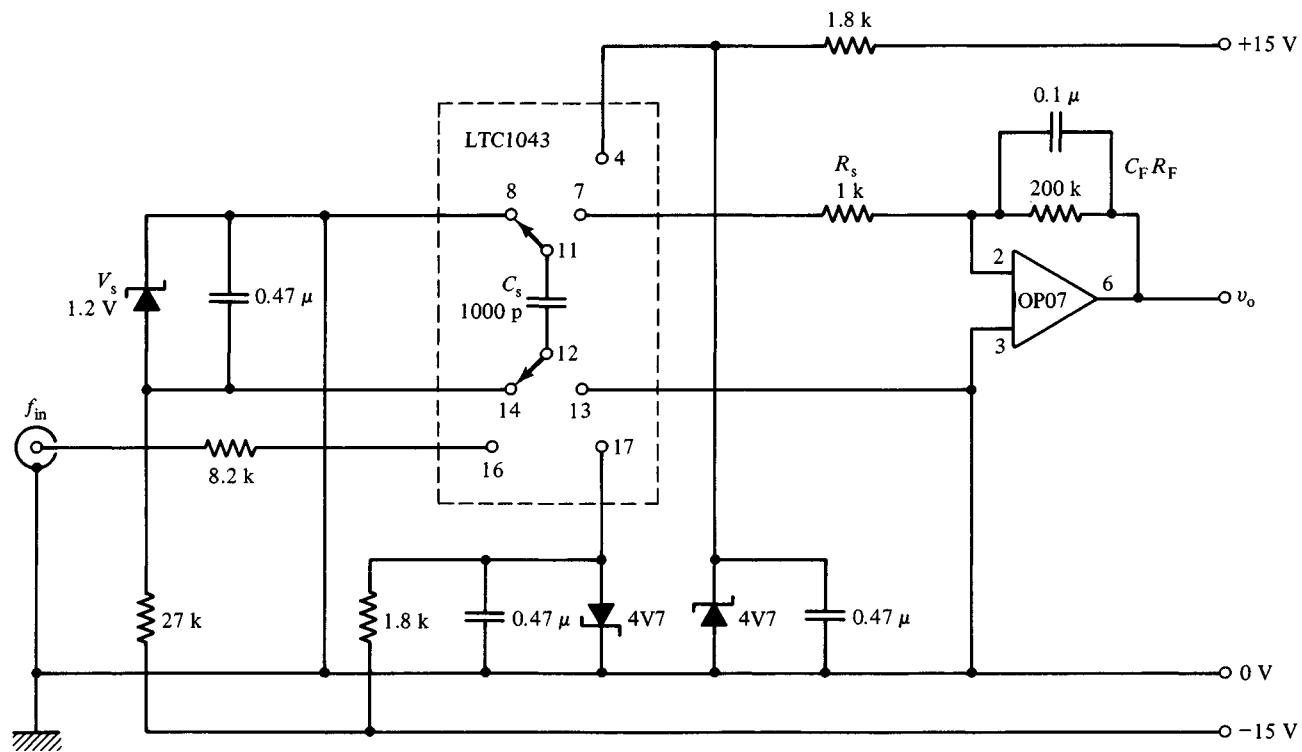 1.8 k
+15 V
0.1 μ
LTC1043
4
R_s
1 k
C_F R_F
200 k
8
7
11
2
6
OP07
v_o
V_s
1.2 V
0.47 μ
C_s
1000 p
12
3
14
13
f_in
8.2 k
16
17
27 k
1.8 k
0.47 μ
4V7
4V7
0.47 μ
0 V
−15 V